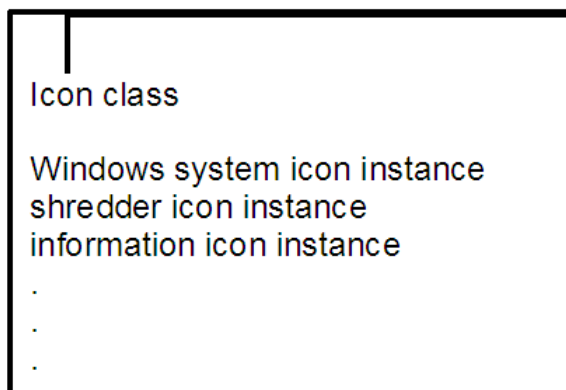 Icon class
Windows system icon instance
shredder icon instance
information icon instance
.
.
.